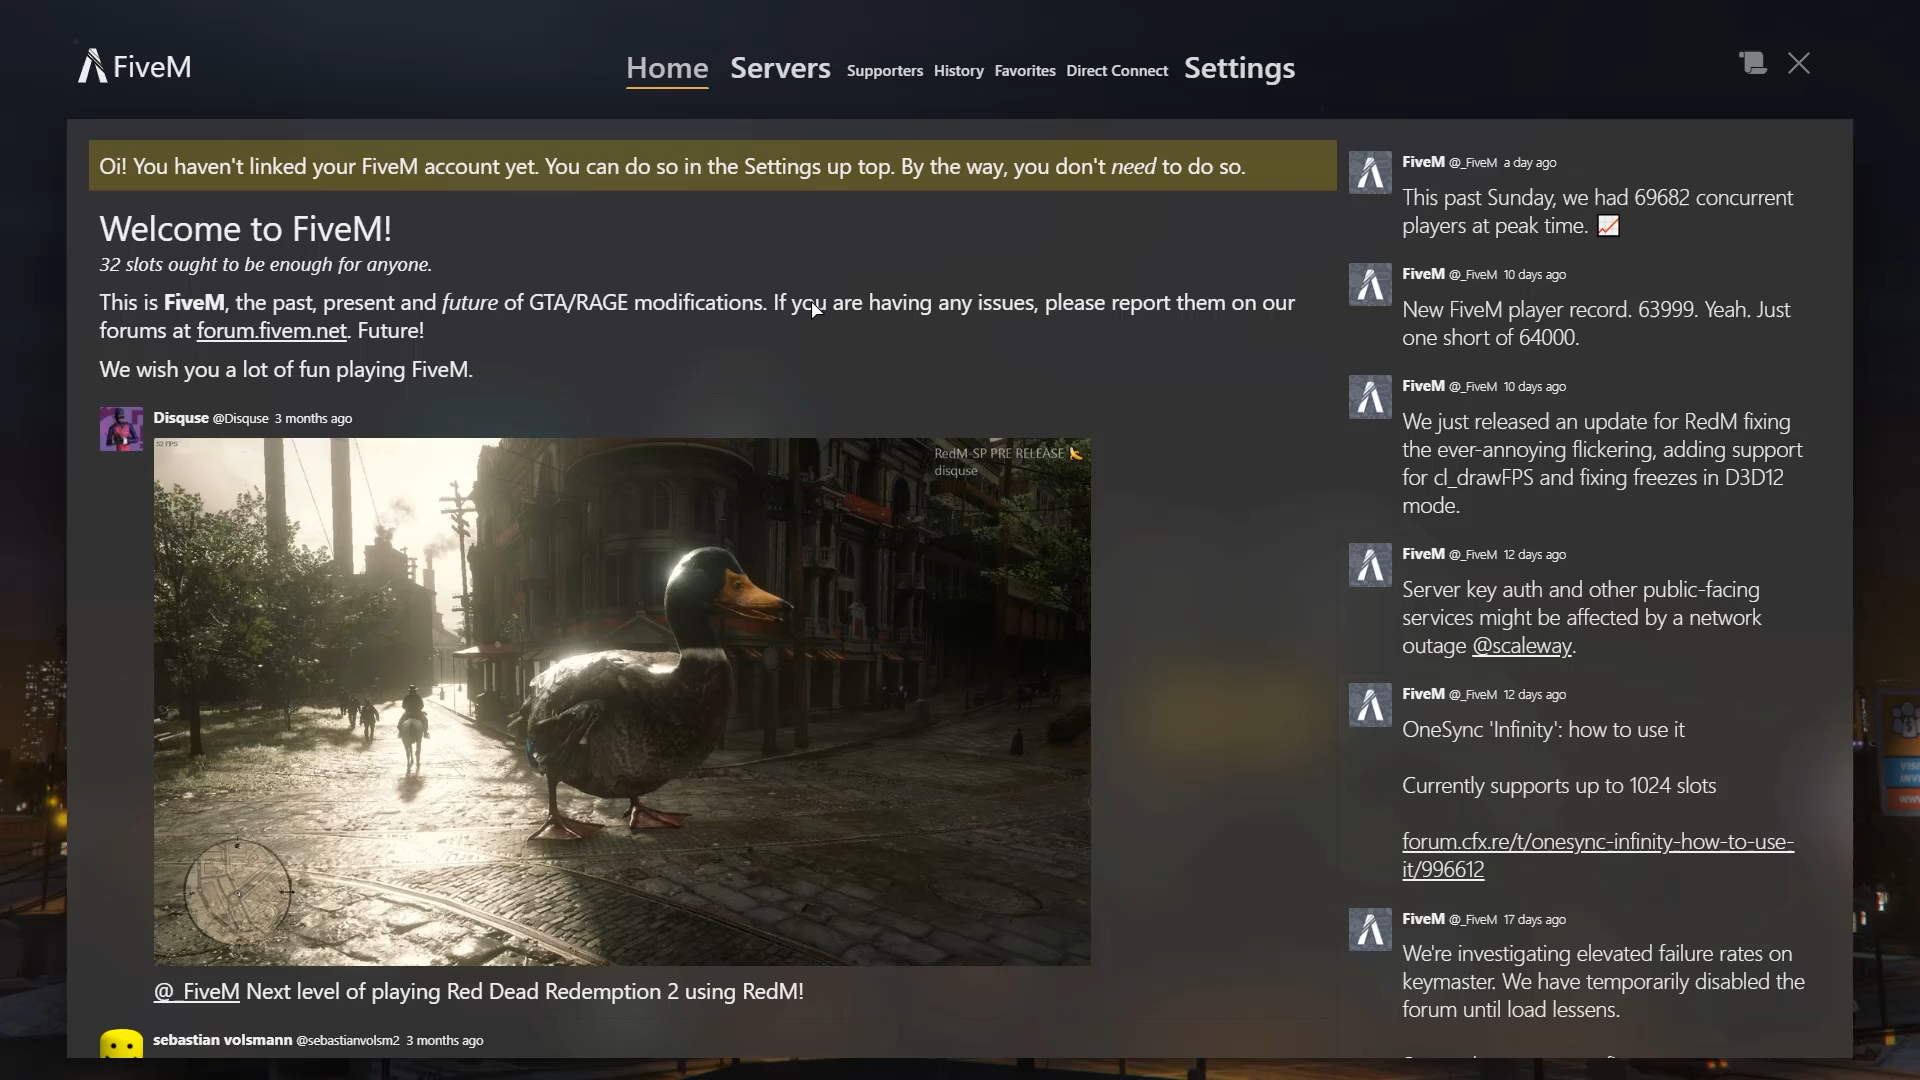 FiveM
Home Servers Supporters History Favorites Direct Connect Settings
Oi! You haven't linked your FiveM account yet. You can do so in the Settings up top. By the way, you don't need to do so.
Welcome to FiveM!
32 slots ought to be enough for anyone.
This is FiveM, the past, present and future of GTA/RAGE modifications. If you are having any issues, please report them on our
forums at forum.fivem.net. Future!
We wish you a lot of fun playing FiveM.
Disquse @Disquse 3 months ago
52 FPS
RedM-SP PRE RELEASE
disquse
@_FiveM Next level of playing Red Dead Redemption 2 using RedM!
sebastian volsmann @sebastianvolsm2 3 months ago
FiveM @_FiveM a day ago
This past Sunday, we had 69682 concurrent
players at peak time. 📈
FiveM @_FiveM 10 days ago
New FiveM player record. 63999. Yeah. Just
one short of 64000.
FiveM @_FiveM 10 days ago
We just released an update for RedM fixing
the ever-annoying flickering, adding support
for cl_drawFPS and fixing freezes in D3D12
mode.
FiveM @_FiveM 12 days ago
Server key auth and other public-facing
services might be affected by a network
outage @scaleway.
FiveM @_FiveM 12 days ago
OneSync 'Infinity': how to use it
Currently supports up to 1024 slots
forum.cfx.re/t/onesync-infinity-how-to-use-
it/996612
FiveM @_FiveM 17 days ago
We're investigating elevated failure rates on
keymaster. We have temporarily disabled the
forum until load lessens.